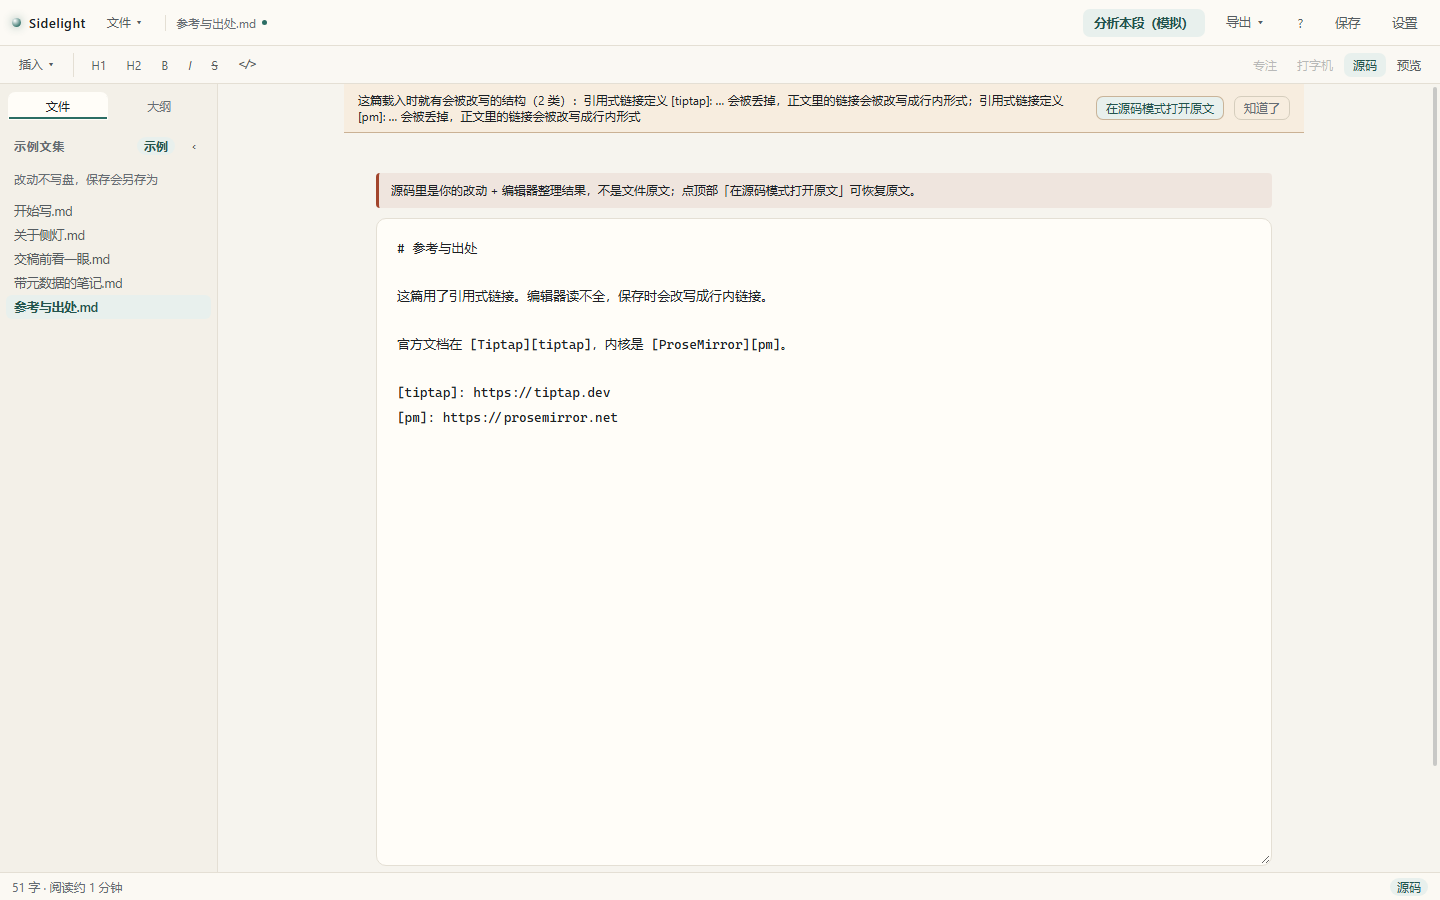 Sidelight 文件 ▾ 参考与出处.md ● 分析本段（模拟） 导出 ▾ ? 保存 设置
插入 ▾ H1 H2 B I S </> 专注 打字机 源码 预览
文件 大纲
示例文集 示例 ‹
改动不写盘，保存会另存为
开始写.md
关于侧灯.md
交稿前看一眼.md
带元数据的笔记.md
参考与出处.md
这篇载入时就有会被改写的结构（2 类）：引用式链接定义 [tiptap]: … 会被丢掉，正文里的链接会被改写成行内形式；引用式链接定义
[pm]: … 会被丢掉，正文里的链接会被改写成行内形式
在源码模式打开原文 知道了
源码里是你的改动 + 编辑器整理结果，不是文件原文；点顶部「在源码模式打开原文」可恢复原文。
# 参考与出处
这篇用了引用式链接。编辑器读不全，保存时会改写成行内链接。
官方文档在 [Tiptap][tiptap]，内核是 [ProseMirror][pm]。
[tiptap]: https://tiptap.dev
[pm]: https://prosemirror.net
51 字 · 阅读约 1 分钟 源码